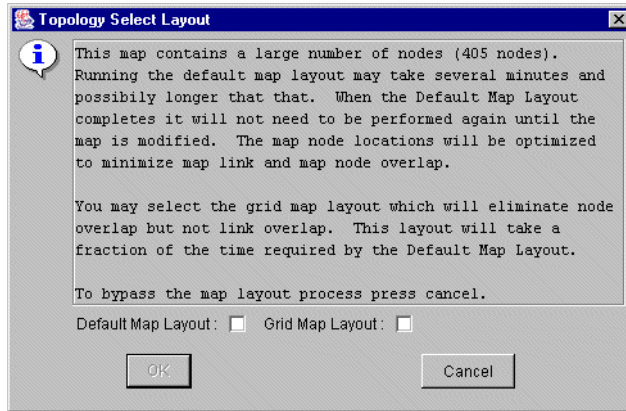 Topology Select Layout
This map contains a large number of nodes (405 nodes).
Running the default map layout may take several minutes and
possibily longer that that.  When the Default Map Layout
completes it will not need to be performed again until the
map is modified.  The map node locations will be optimized
to minimize map link and map node overlap.
You may select the grid map layout which will eliminate node
overlap but not link overlap.  This layout will take a
fraction of the time required by the Default Map Layout.
To bypass the map layout process press cancel.
Default Map Layout : Grid Map Layout :
OK Cancel